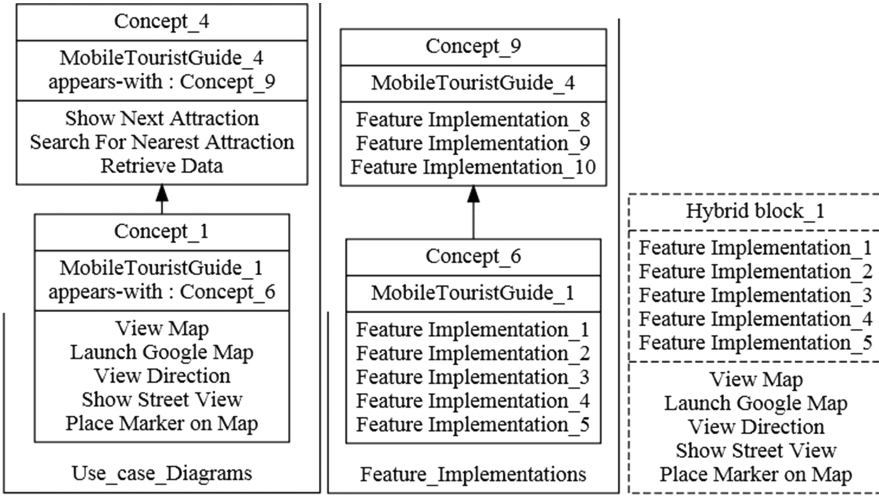 Concept_4
MobileTouristGuide_4
appears-with : Concept_9
Show Next Attraction
Search For Nearest Attraction
Retrieve Data
Concept_1
MobileTouristGuide_1
appears-with : Concept_6
View Map
Launch Google Map
View Direction
Show Street View
Place Marker on Map
Use_case_Diagrams
Concept_9
MobileTouristGuide_4
Feature Implementation_8
Feature Implementation_9
Feature Implementation_10
Concept_6
MobileTouristGuide_1
Feature Implementation_1
Feature Implementation_2
Feature Implementation_3
Feature Implementation_4
Feature Implementation_5
Feature_Implementations
Hybrid block_1
Feature Implementation_1
Feature Implementation_2
Feature Implementation_3
Feature Implementation_4
Feature Implementation_5
View Map
Launch Google Map
View Direction
Show Street View
Place Marker on Map